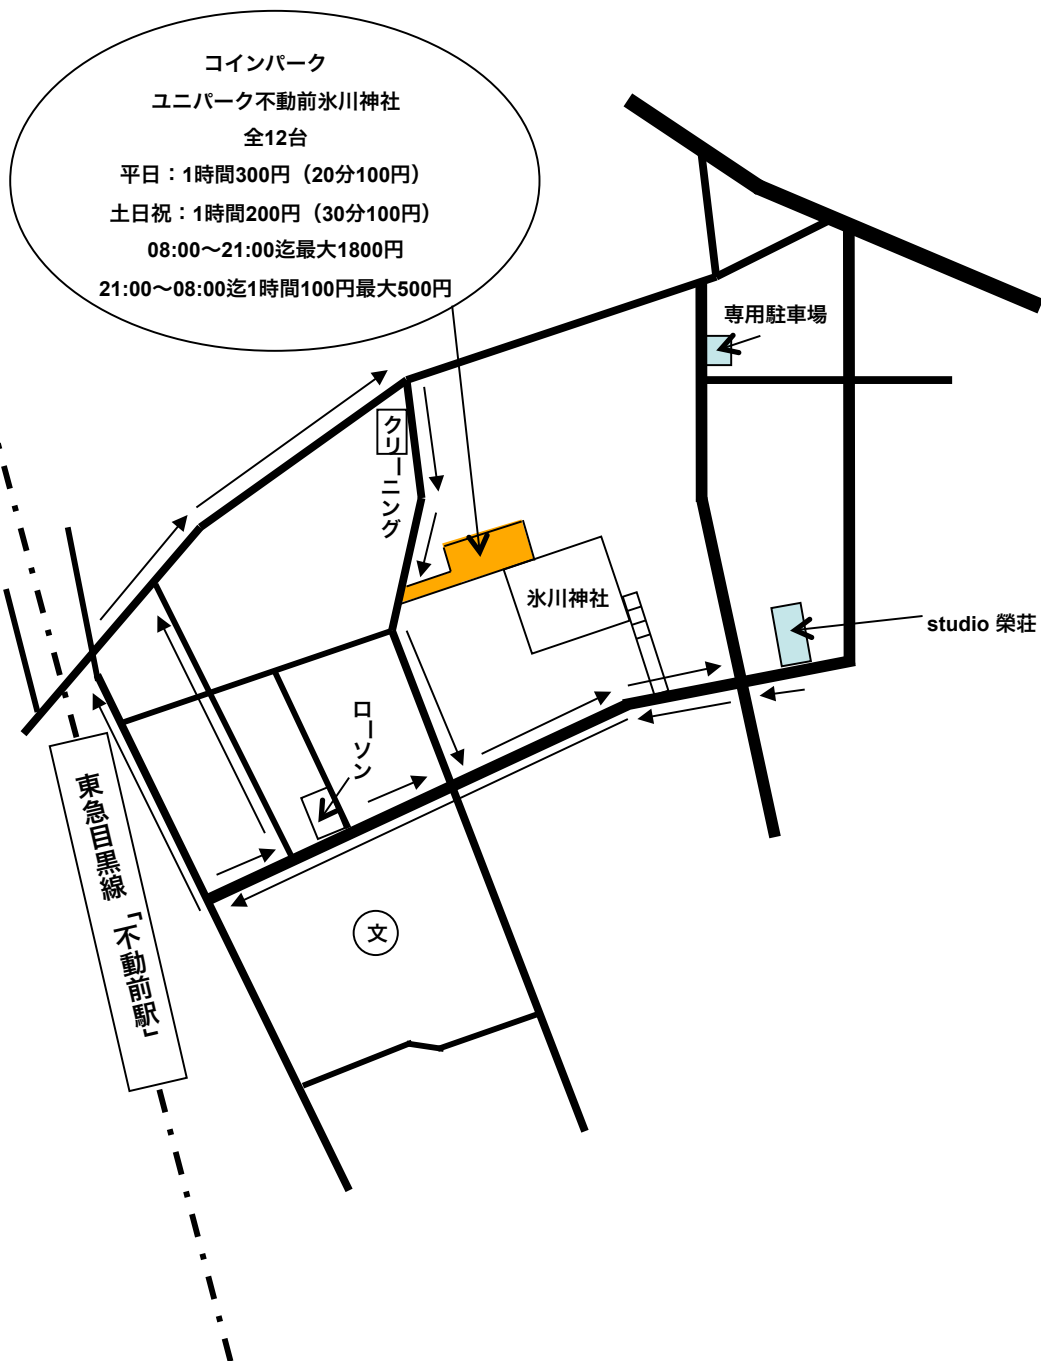 コインパーク
ユニパーク不動前氷川神社
全12台
平日：1時間300円（20分100円）
土日祝：1時間200円（30分100円）
08:00〜21:00迄最大1800円
21:00〜08:00迄1時間100円最大500円
専用駐車場
クリーニング
氷川神社
studio 榮荘
ローソン
東急目黒線「不動前駅」
文